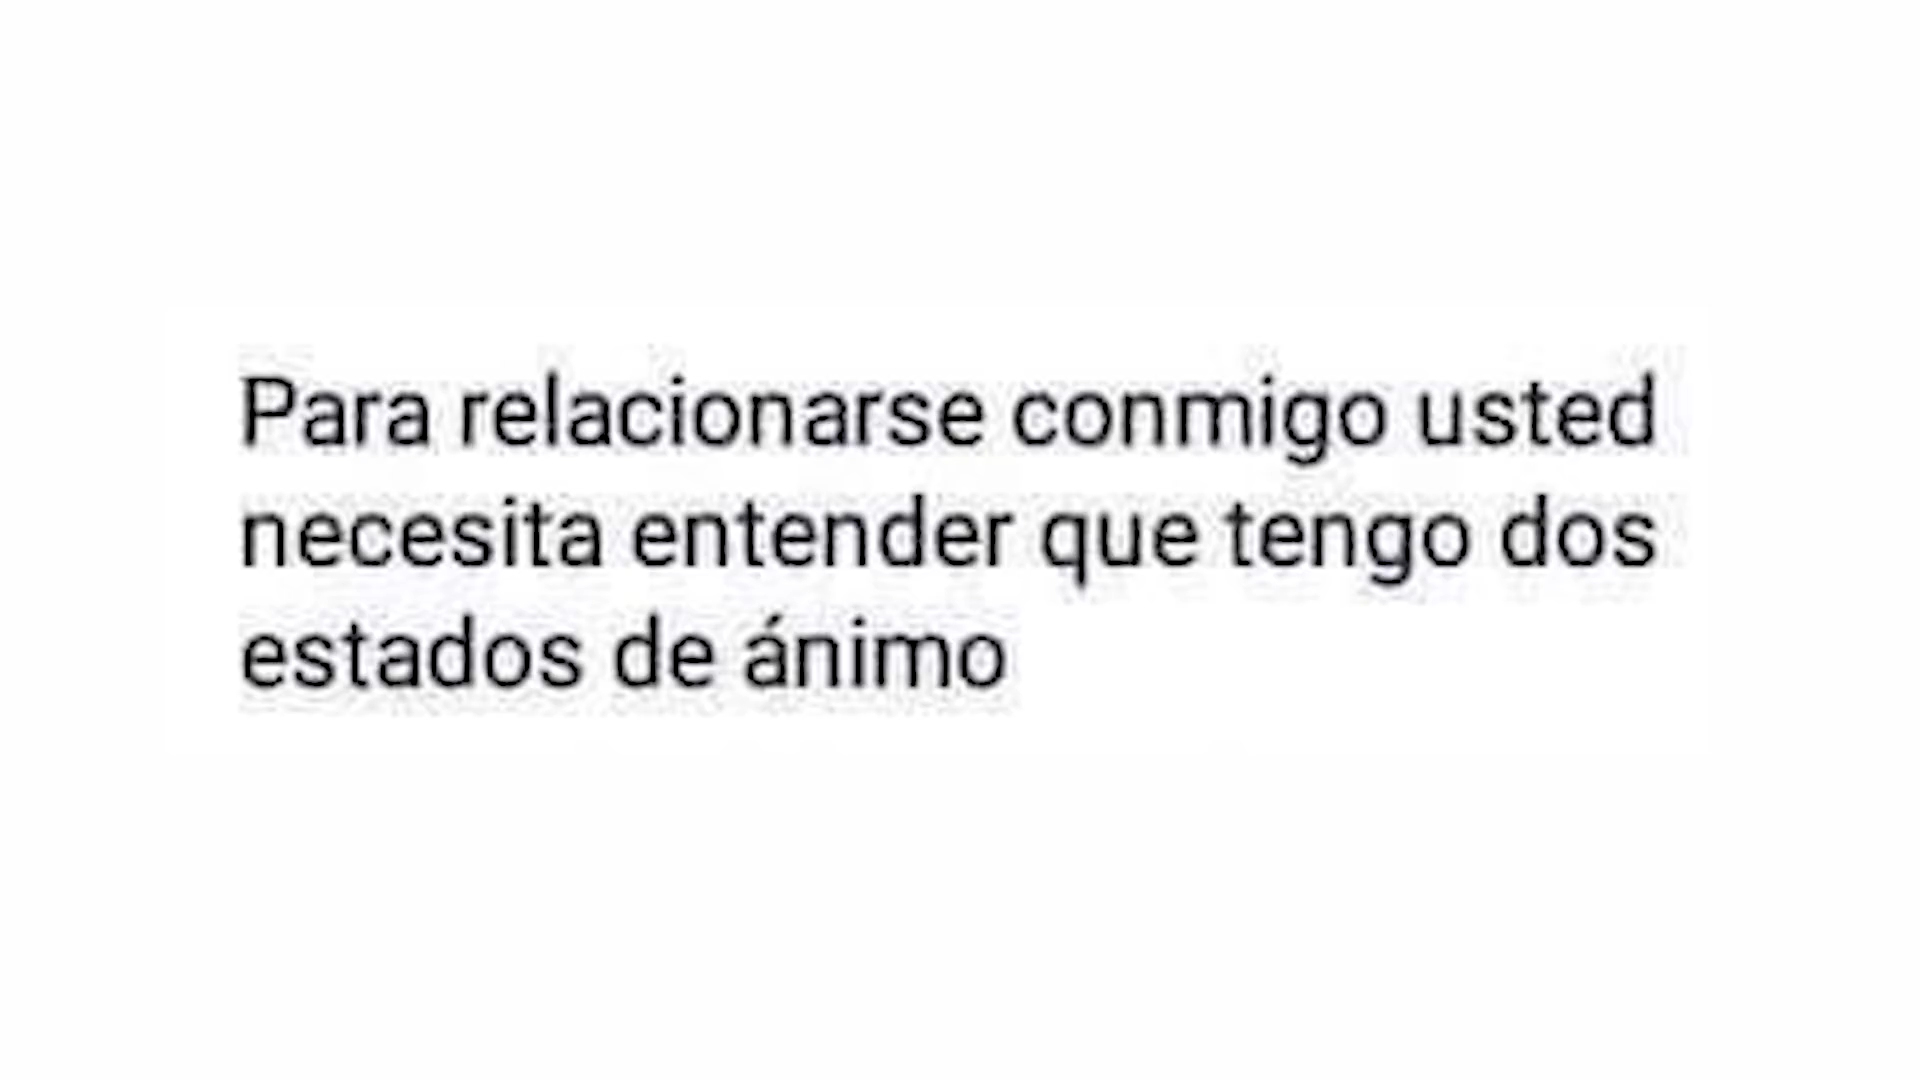 Para relacionarse conmigo usted
necesita entender que tengo dos
estados de ánimo